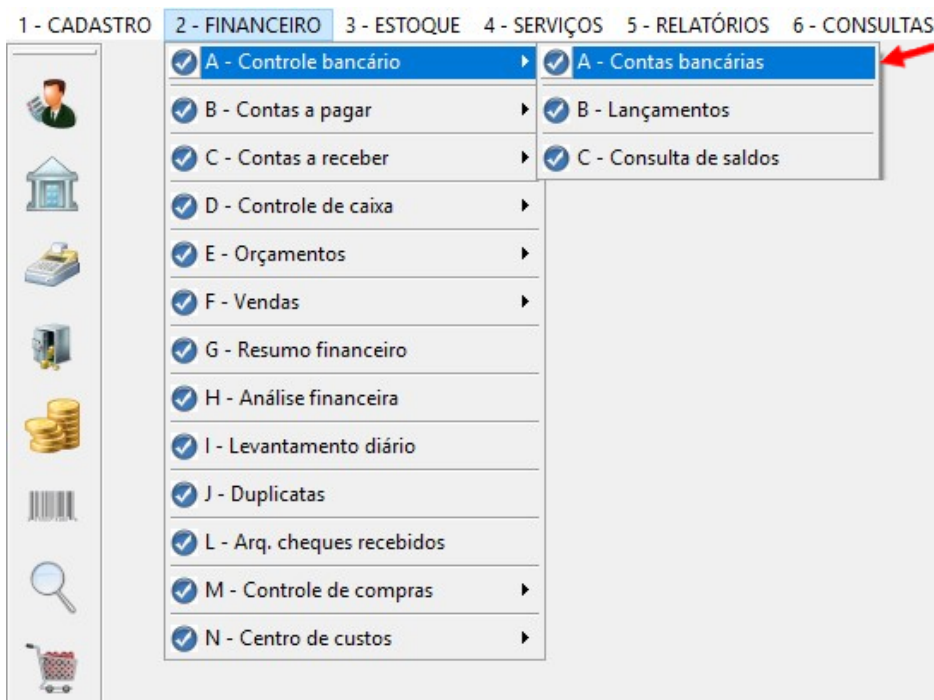 1 - CADASTRO 2 - FINANCEIRO 3 - ESTOQUE 4 - SERVIÇOS 5 - RELATÓRIOS 6 - CONSULTAS
A - Controle bancário
B - Contas a pagar
C - Contas a receber
D - Controle de caixa
E - Orçamentos
F - Vendas
G - Resumo financeiro
H - Análise financeira
I - Levantamento diário
J - Duplicatas
L - Arq. cheques recebidos
M - Controle de compras
N - Centro de custos
A - Contas bancárias
B - Lançamentos
C - Consulta de saldos